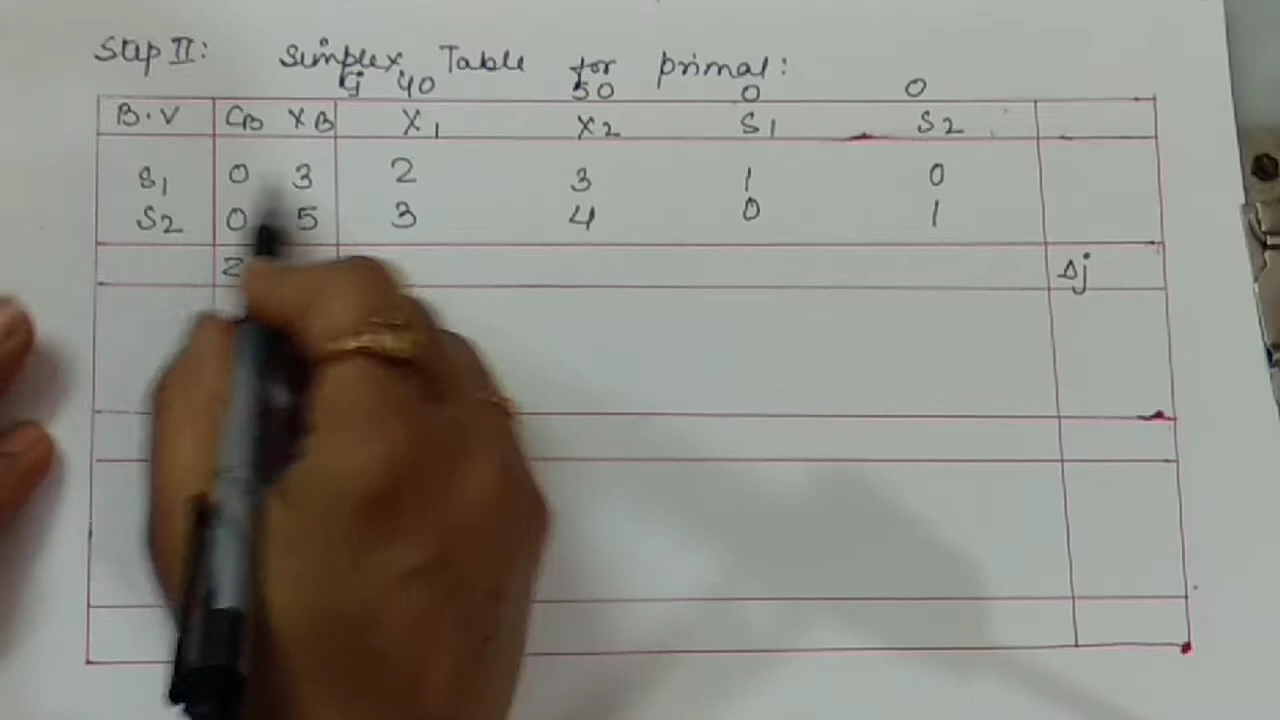 Step II: Simplex Table for primal:
Cj 40 50 0 0
B.V CB XB X1 X2 S1 S2
S1 0 3 2 3 1 0
S2 0 5 3 4 0 1
Z Δj